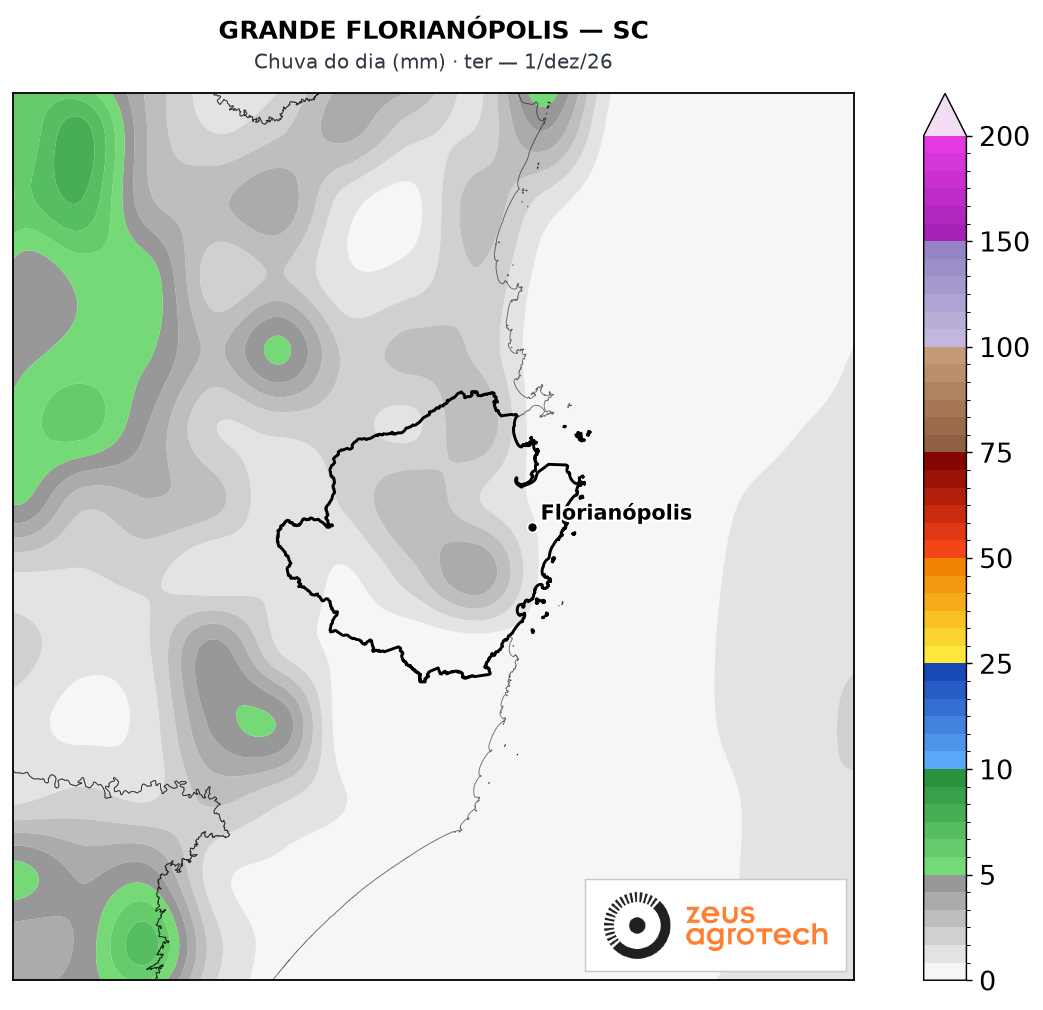 GRANDE FLORIANÓPOLIS — SC
Chuva do dia (mm) · ter — 1/dez/26
200
150
100
75
50
25
10
5
0
Florianópolis
zeus
agrotech